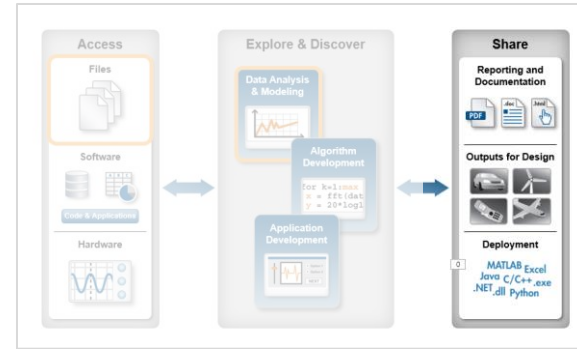 Access
Files
Software
Code & Applications
Hardware
Explore & Discover
Data Analysis
& Modeling
Algorithm
Development
for k=1:max
x = fft(dat
y = 20*log1
Application
Development
Share
Reporting and
Documentation
PDF
.doc
.html
Outputs for Design
Deployment
0
MATLAB Excel
Java C/C++ .exe
.NET .dll Python